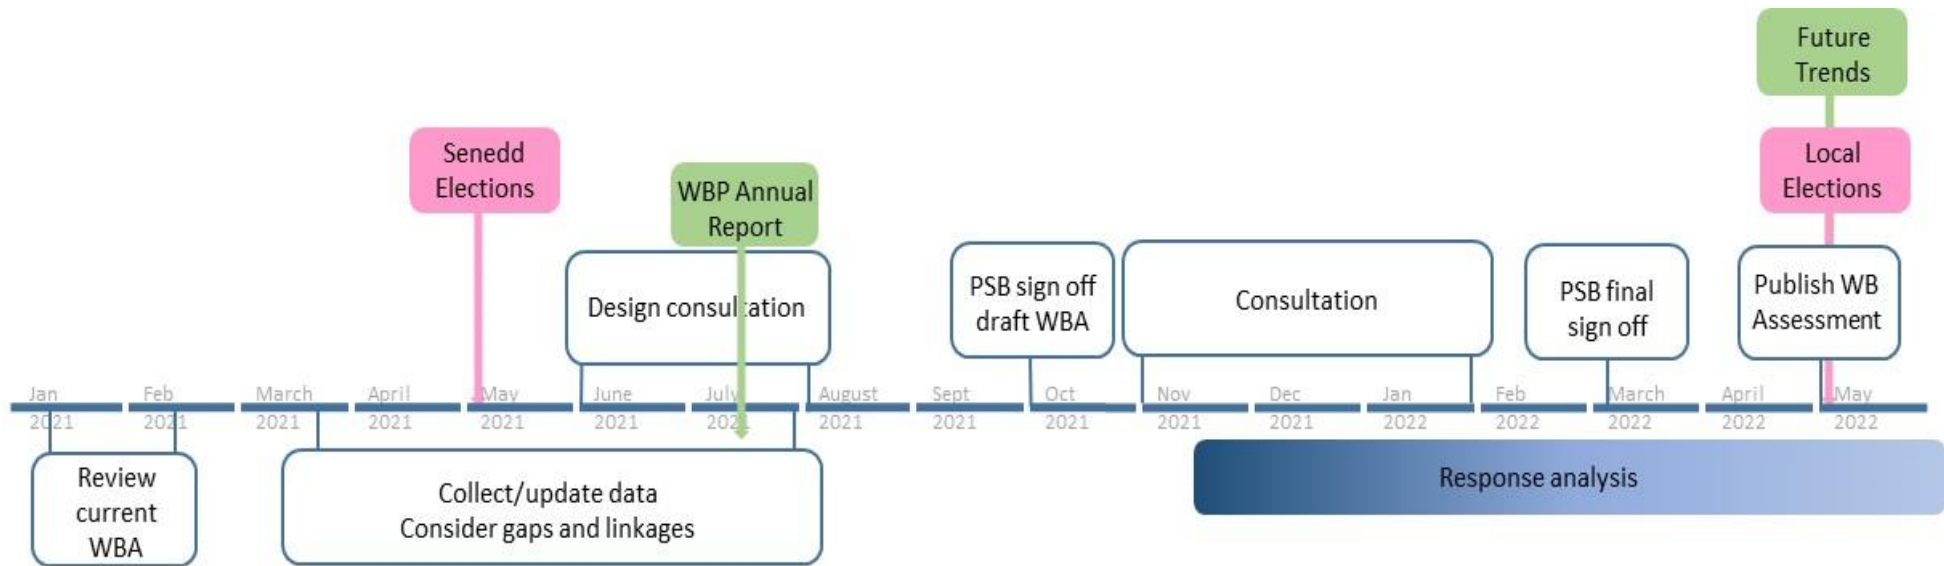 Future
Trends
Senedd
Elections
Local
Elections
WBP Annual
Report
Design consultation
PSB sign off
draft WBA
Consultation
PSB final
sign off
Publish WB
Assessment
Jan
2021
Feb
2021
March
2021
April
2021
May
2021
June
2021
July
2021
August
2021
Sept
2021
Oct
2021
Nov
2021
Dec
2021
Jan
2022
Feb
2022
March
2022
April
2022
May
2022
Review
current
WBA
Collect/update data
Consider gaps and linkages
Response analysis